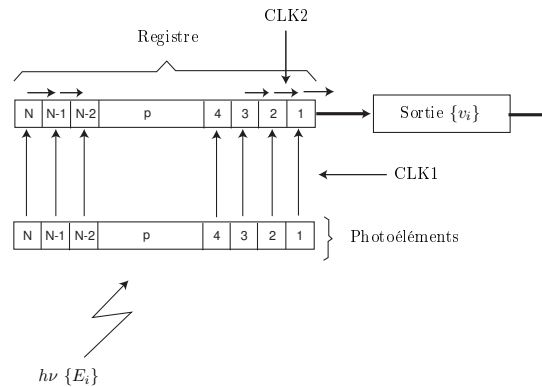 CLK2
Registre
N N-1 N-2 p 4 3 2 1
Sortie {v_i}
CLK1
N N-1 N-2 p 4 3 2 1
Photoéléments
hν {E_i}